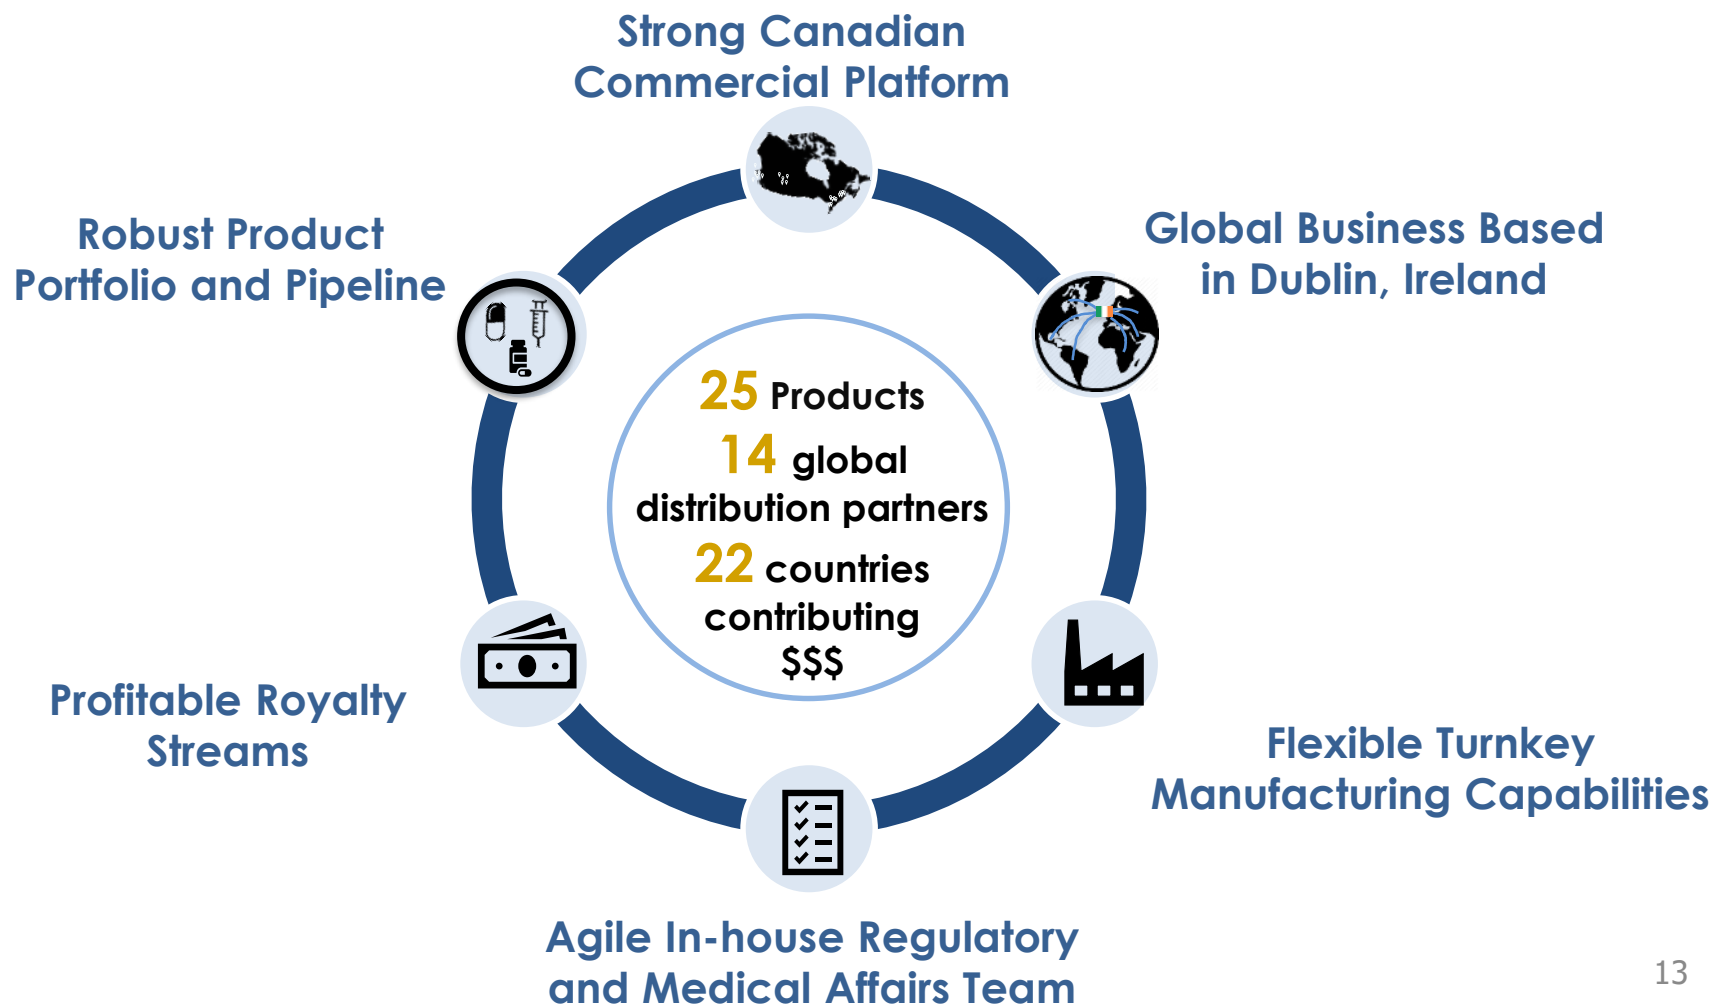 Strong Canadian
Commercial Platform
Global Business Based
in Dublin, Ireland
Robust Product
Portfolio and Pipeline
25 Products
14 global
distribution partners
22 countries
contributing
$$$
Profitable Royalty
Streams
Flexible Turnkey
Manufacturing Capabilities
Agile In-house Regulatory
and Medical Affairs Team
13